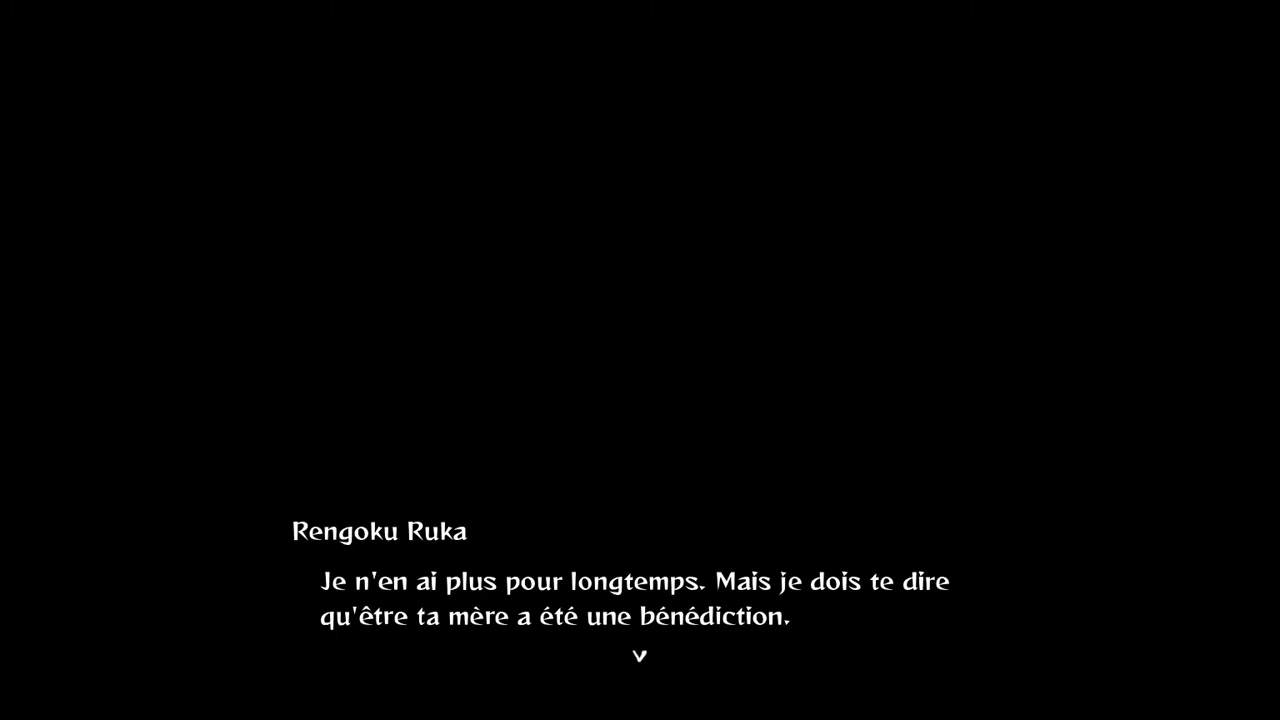 Rengoku Ruka
Je n'en ai plus pour longtemps. Mais je dois te dire
qu'être ta mère a été une bénédiction.